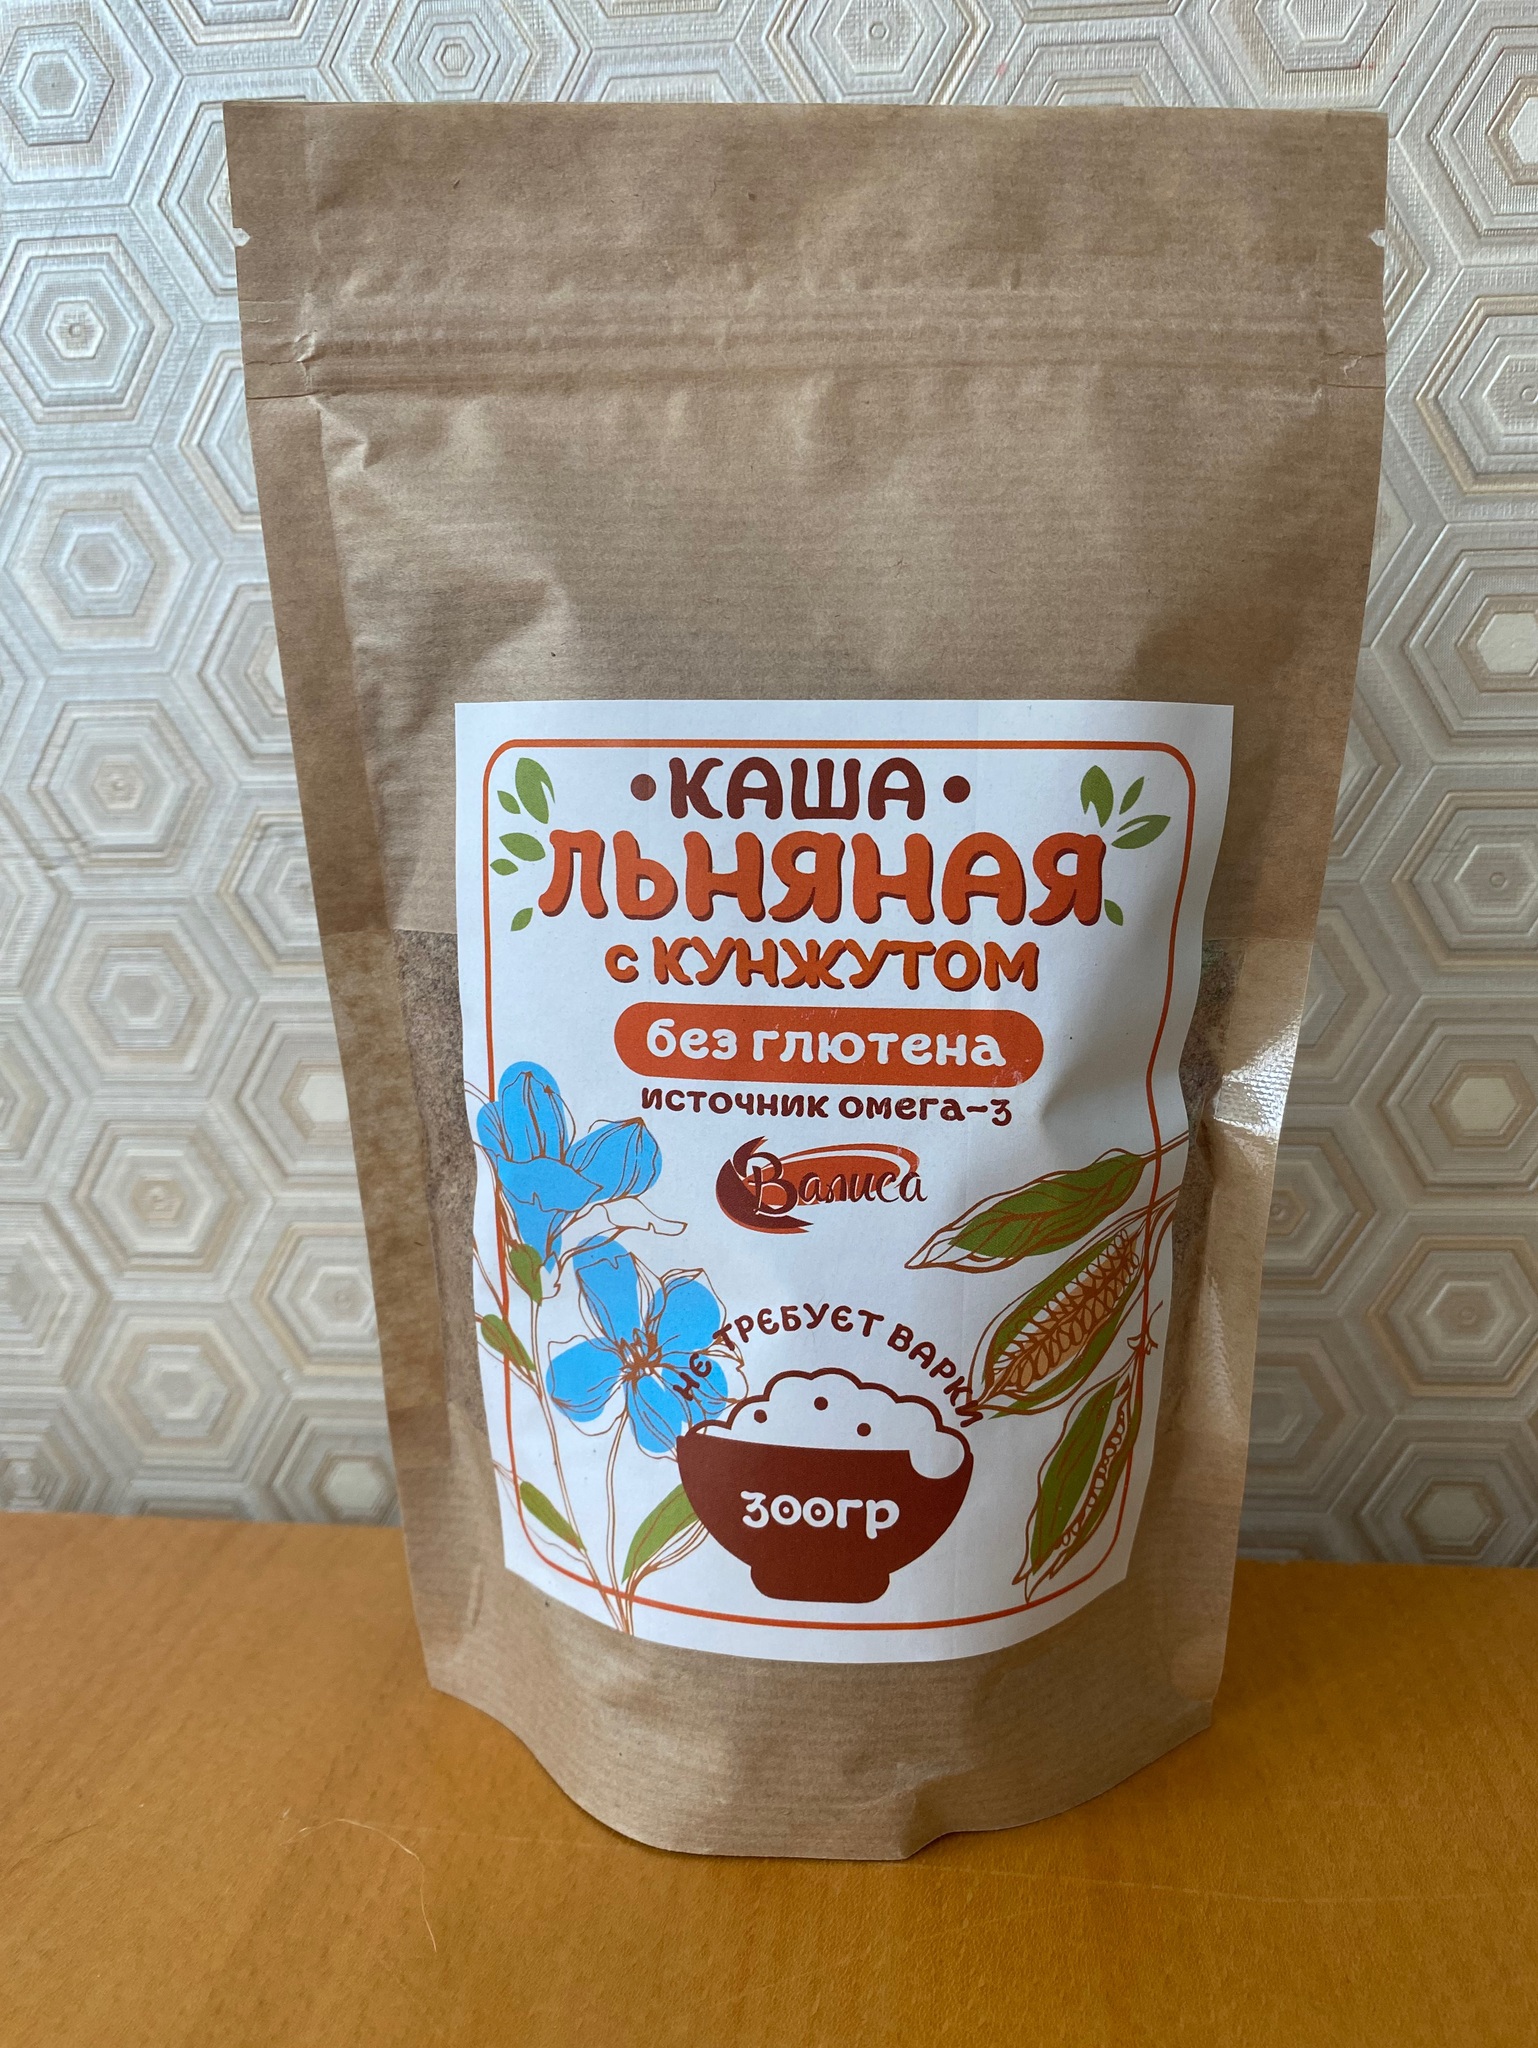 • КАША •
ЛЬНЯНАЯ
с КУНЖУТОМ
без глютена
источник омега-3
Валиса
НЕ ТРЕБУЕТ ВАРКИ
300гр